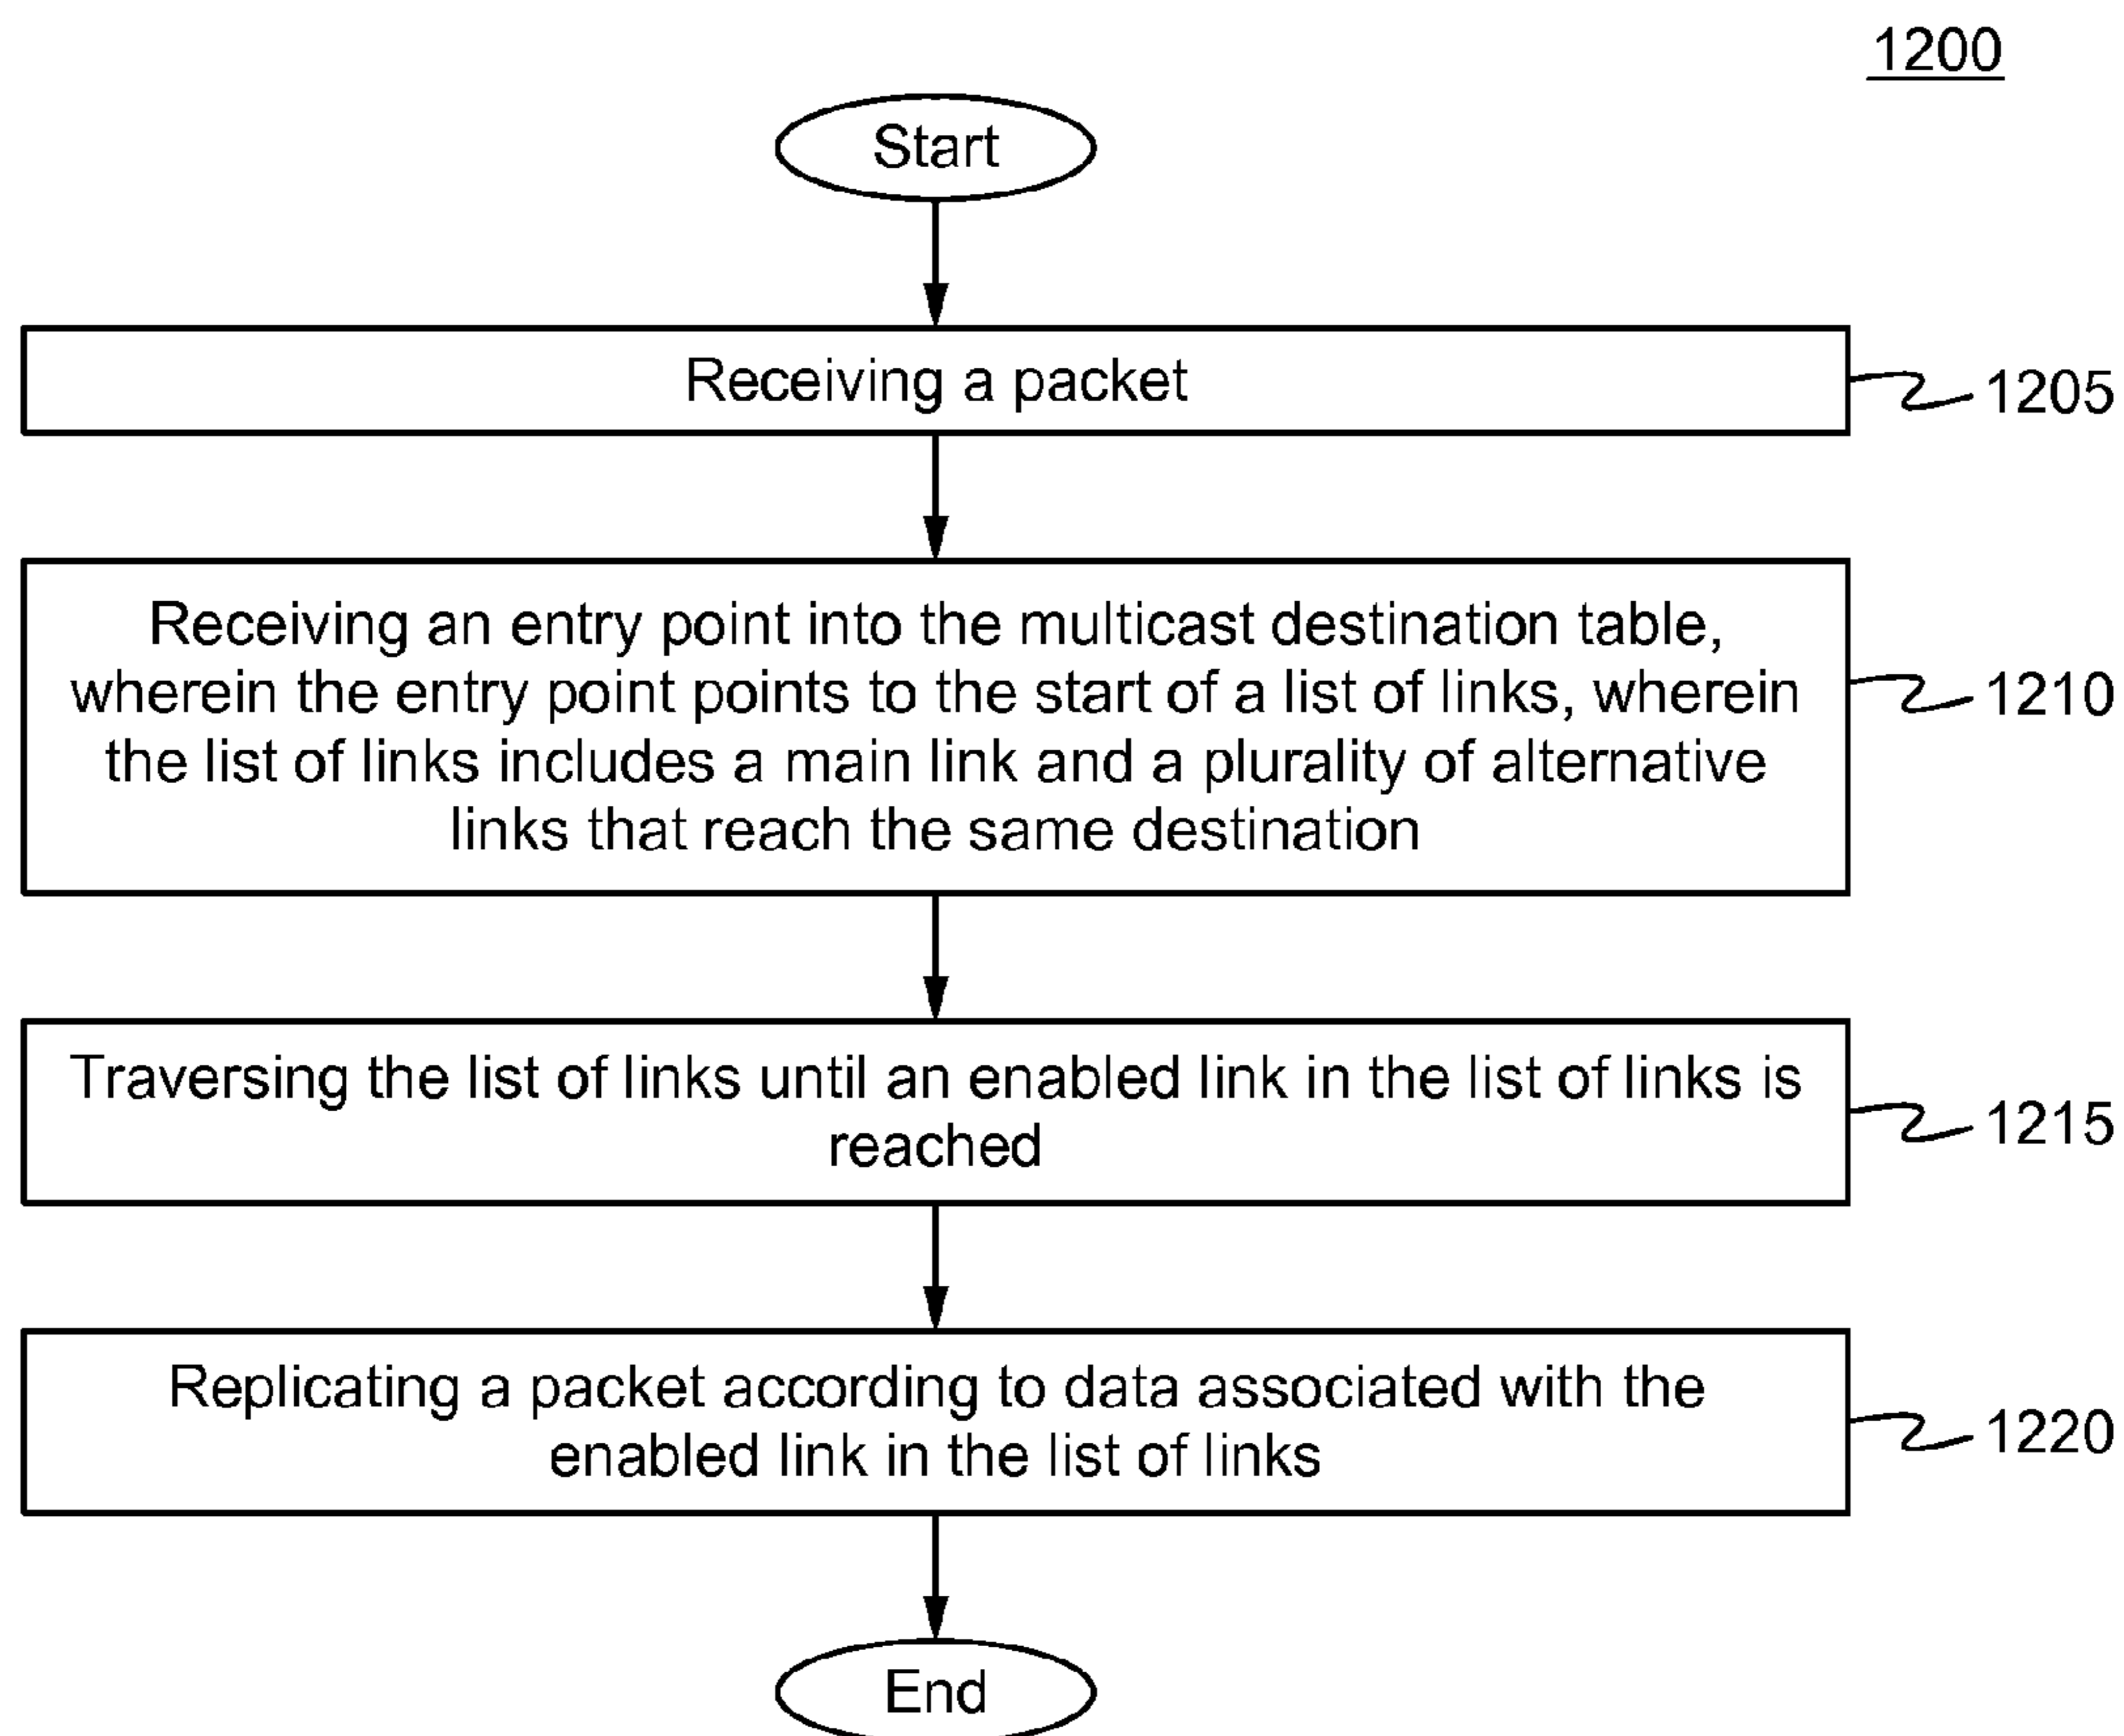 1200
Start
Receiving a packet
1205
Receiving an entry point into the multicast destination table,
wherein the entry point points to the start of a list of links, wherein
the list of links includes a main link and a plurality of alternative
links that reach the same destination
1210
Traversing the list of links until an enabled link in the list of links is
reached
1215
Replicating a packet according to data associated with the
enabled link in the list of links
1220
End